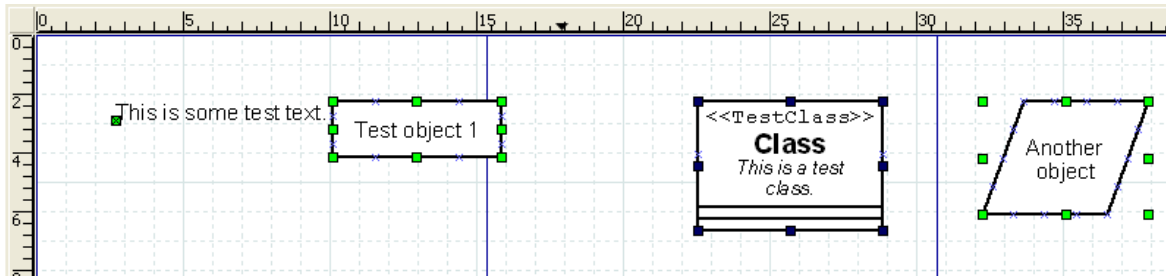 0 5 10 15 20 25 30 35
0
2
4
6
This is some test text.
Test object 1
<<TestClass>>
Class
This is a test
class.
Another
object